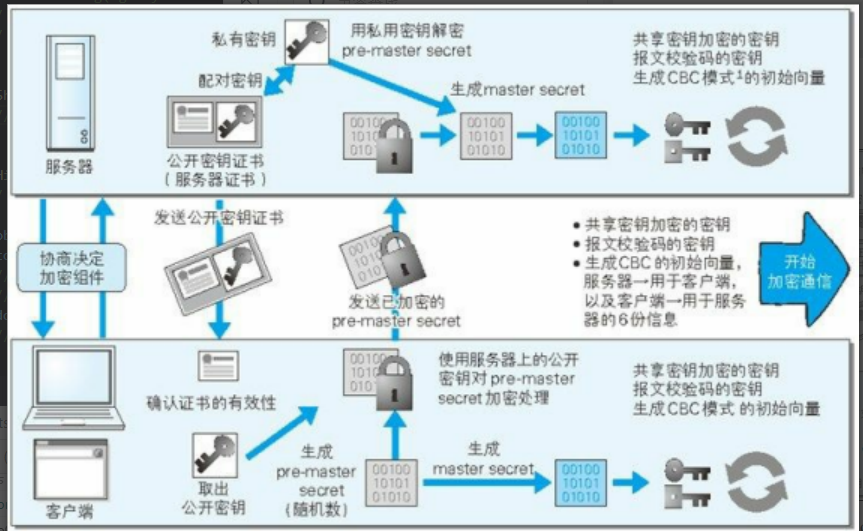 私有密钥
用私用密钥解密
pre-master secret
共享密钥加密的密钥
报文校验码的密钥
生成CBC模式1的初始向量
配对密钥
生成master secret
00100
10101
01010
00100
10101
01010
服务器
公开密钥证书
（服务器证书）
发送公开密钥证书
协商决定
加密组件
发送已加密的
pre-master secret
• 共享密钥加密的密钥
• 报文校验码的密钥
• 生成CBC的初始向量，
服务器→用于客户端，
以及客户端→用于服务
器的6份信息
开始
加密通信
使用服务器上的公开
密钥对pre-master
secret加密处理
共享密钥加密的密钥
报文校验码的密钥
生成CBC模式 的初始向量
确认证书的有效性
生成
pre-master
secret
（随机数）
生成
master secret
00100
10101
01010
00100
10101
01010
取出
公开密钥
客户端